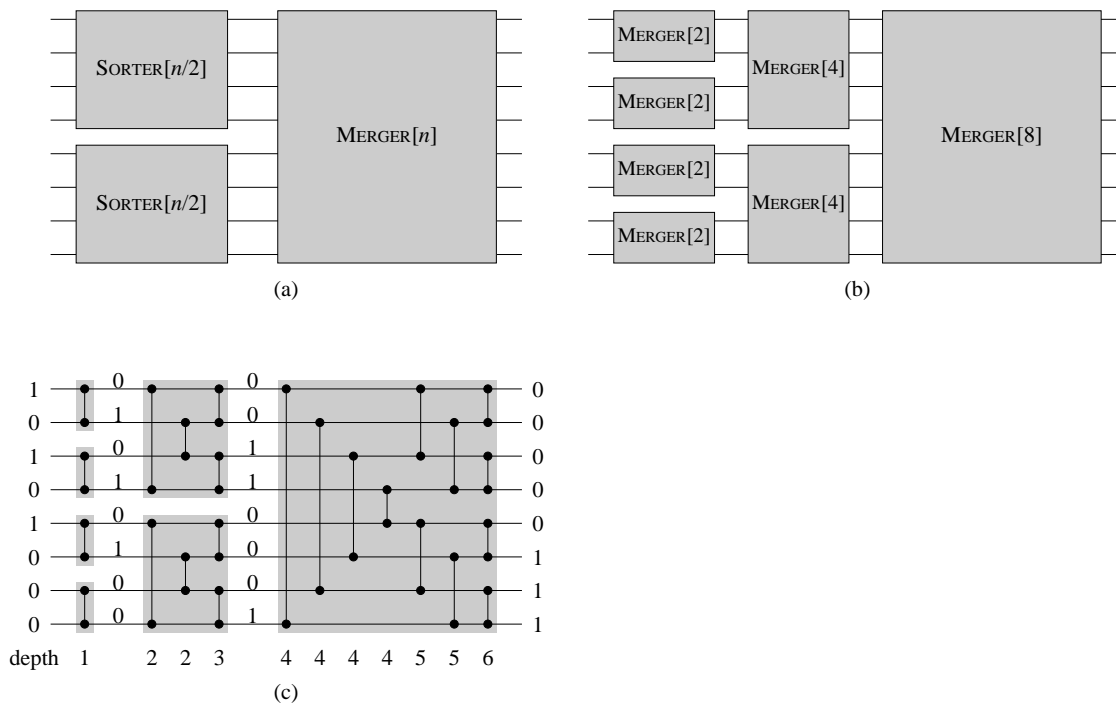 SORTER[n/2]
SORTER[n/2]
MERGER[n]
(a)
MERGER[2]
MERGER[2]
MERGER[2]
MERGER[2]
MERGER[4]
MERGER[4]
MERGER[8]
(b)
1 0 0 0
0 1 0 0
1 0 1 0
0 1 1 0
1 0 0 0
0 1 0 1
0 0 0 1
0 0 1 1
depth 1 2 2 3 4 4 4 4 5 5 6
(c)